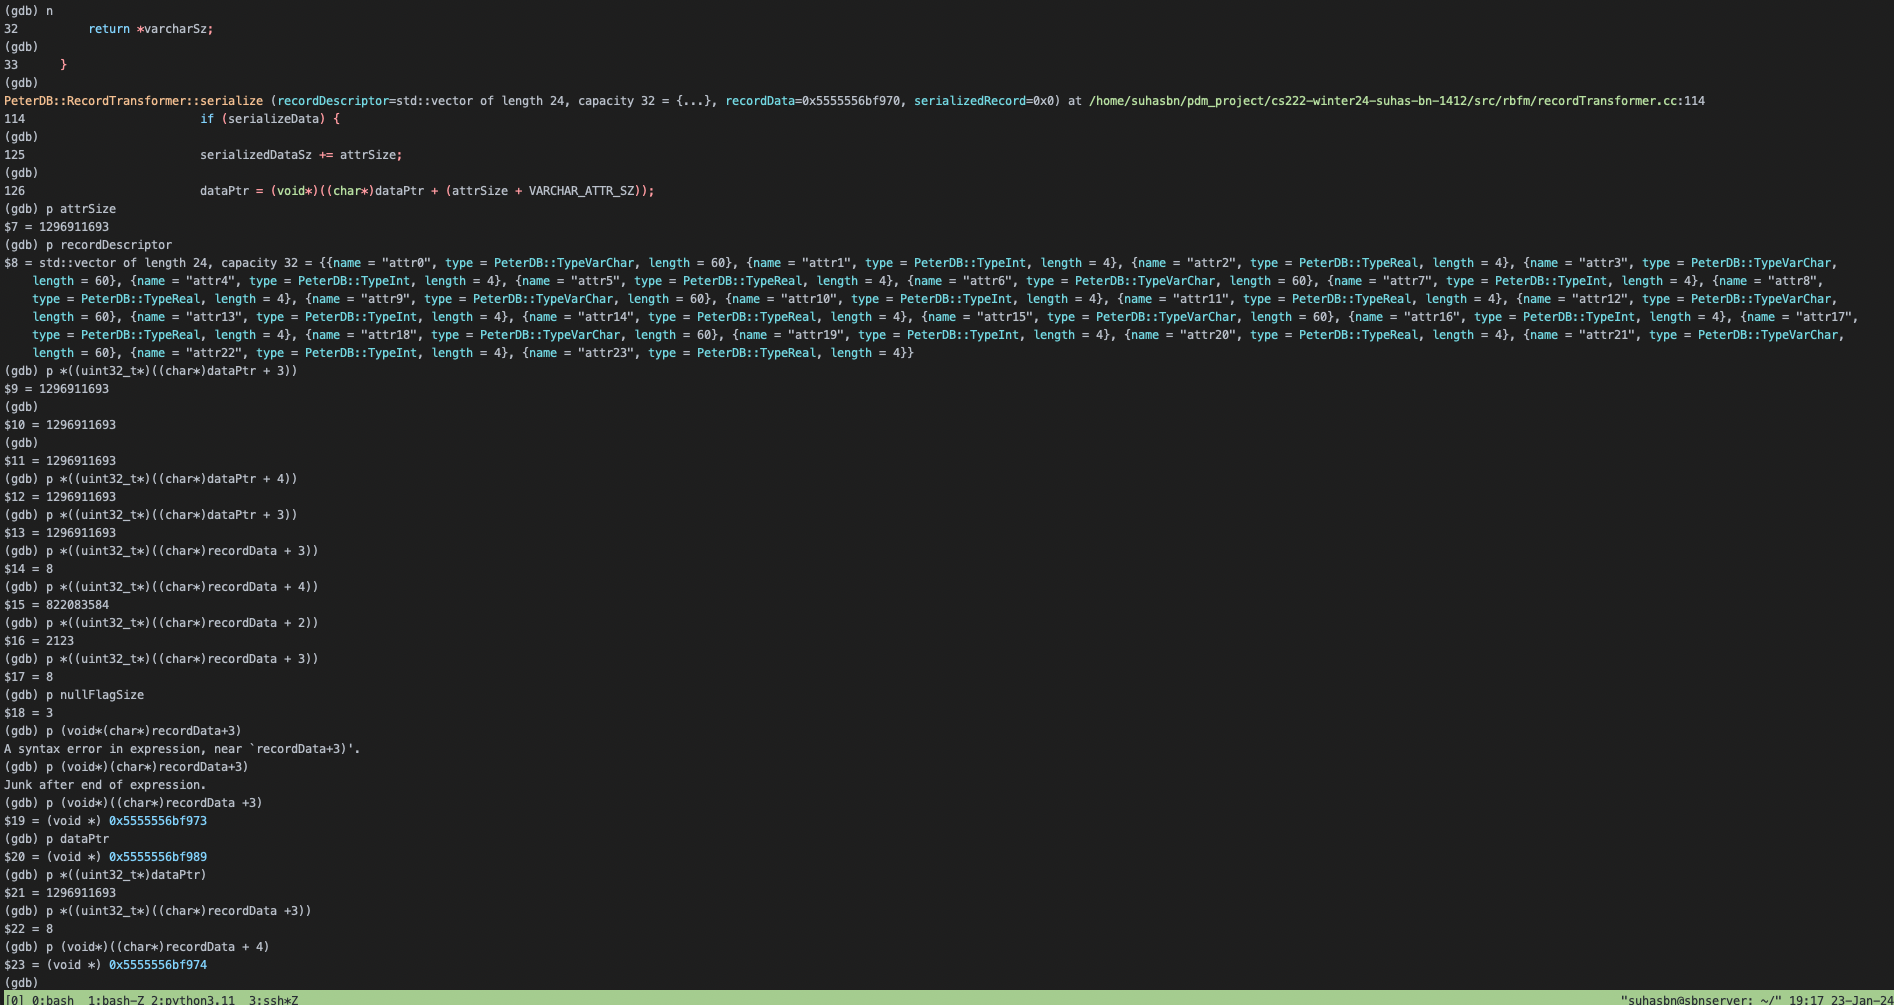 (gdb) n
32          return *varcharSz;
(gdb)
33      }
(gdb)
PeterDB::RecordTransformer::serialize (recordDescriptor=std::vector of length 24, capacity 32 = {...}, recordData=0x5555556bf970, serializedRecord=0x0) at /home/suhasbn/pdm_project/cs222-winter24-suhas-bn-1412/src/rbfm/recordTransformer.cc:114
114                         if (serializeData) {
(gdb)
125                         serializedDataSz += attrSize;
(gdb)
126                         dataPtr = (void*)((char*)dataPtr + (attrSize + VARCHAR_ATTR_SZ));
(gdb) p attrSize
$7 = 1296911693
(gdb) p recordDescriptor
$8 = std::vector of length 24, capacity 32 = {{name = "attr0", type = PeterDB::TypeVarChar, length = 60}, {name = "attr1", type = PeterDB::TypeInt, length = 4}, {name = "attr2", type = PeterDB::TypeReal, length = 4}, {name = "attr3", type = PeterDB::TypeVarChar,
length = 60}, {name = "attr4", type = PeterDB::TypeInt, length = 4}, {name = "attr5", type = PeterDB::TypeReal, length = 4}, {name = "attr6", type = PeterDB::TypeVarChar, length = 60}, {name = "attr7", type = PeterDB::TypeInt, length = 4}, {name = "attr8",
type = PeterDB::TypeReal, length = 4}, {name = "attr9", type = PeterDB::TypeVarChar, length = 60}, {name = "attr10", type = PeterDB::TypeInt, length = 4}, {name = "attr11", type = PeterDB::TypeReal, length = 4}, {name = "attr12", type = PeterDB::TypeVarChar,
length = 60}, {name = "attr13", type = PeterDB::TypeInt, length = 4}, {name = "attr14", type = PeterDB::TypeReal, length = 4}, {name = "attr15", type = PeterDB::TypeVarChar, length = 60}, {name = "attr16", type = PeterDB::TypeInt, length = 4}, {name = "attr17",
type = PeterDB::TypeReal, length = 4}, {name = "attr18", type = PeterDB::TypeVarChar, length = 60}, {name = "attr19", type = PeterDB::TypeInt, length = 4}, {name = "attr20", type = PeterDB::TypeReal, length = 4}, {name = "attr21", type = PeterDB::TypeVarChar,
length = 60}, {name = "attr22", type = PeterDB::TypeInt, length = 4}, {name = "attr23", type = PeterDB::TypeReal, length = 4}}
(gdb) p *((uint32_t*)((char*)dataPtr + 3))
$9 = 1296911693
(gdb)
$10 = 1296911693
(gdb)
$11 = 1296911693
(gdb) p *((uint32_t*)((char*)dataPtr + 4))
$12 = 1296911693
(gdb) p *((uint32_t*)((char*)dataPtr + 3))
$13 = 1296911693
(gdb) p *((uint32_t*)((char*)recordData + 3))
$14 = 8
(gdb) p *((uint32_t*)((char*)recordData + 4))
$15 = 822083584
(gdb) p *((uint32_t*)((char*)recordData + 2))
$16 = 2123
(gdb) p *((uint32_t*)((char*)recordData + 3))
$17 = 8
(gdb) p nullFlagSize
$18 = 3
(gdb) p (void*(char*)recordData+3)
A syntax error in expression, near `recordData+3)'.
(gdb) p (void*)(char*)recordData+3)
Junk after end of expression.
(gdb) p (void*)((char*)recordData +3)
$19 = (void *) 0x5555556bf973
(gdb) p dataPtr
$20 = (void *) 0x5555556bf989
(gdb) p *((uint32_t*)dataPtr)
$21 = 1296911693
(gdb) p *((uint32_t*)((char*)recordData +3))
$22 = 8
(gdb) p (void*)((char*)recordData + 4)
$23 = (void *) 0x5555556bf974
(gdb)
[0] 0:bash  1:bash-Z 2:python3.11  3:ssh*Z "suhasbn@sbnserver: ~/" 19:17 23-Jan-24